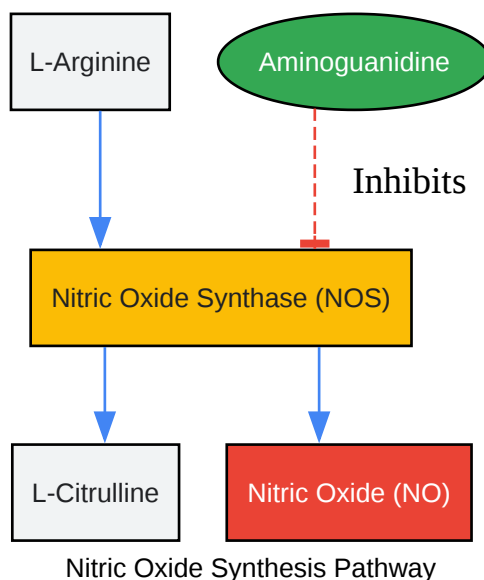 L-Arginine
Aminoguanidine
Inhibits
Nitric Oxide Synthase (NOS)
L-Citrulline
Nitric Oxide (NO)
Nitric Oxide Synthesis Pathway